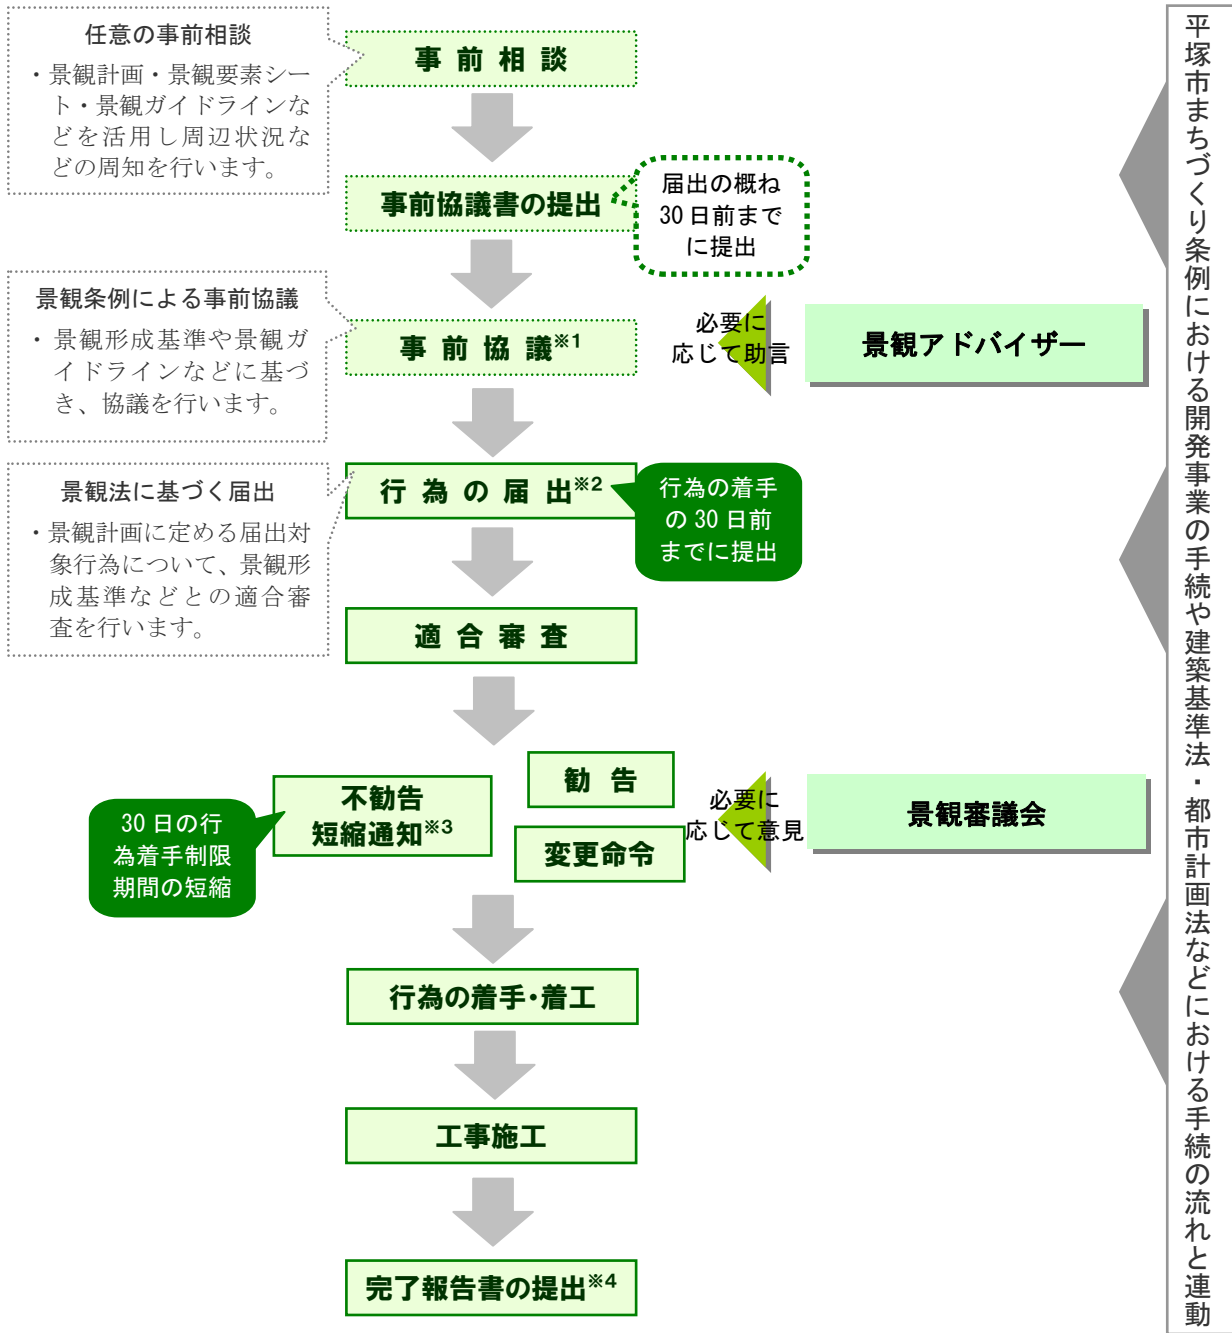 任意の事前相談
・景観計画・景観要素シー
ト・景観ガイドラインな
どを活用し周辺状況な
どの周知を行います。
事前相談
事前協議書の提出
届出の概ね
30日前まで
に提出
景観条例による事前協議
・景観形成基準や景観ガ
イドラインなどに基づ
き、協議を行います。
事前協議※1
必要に
応じて助言
景観アドバイザー
景観法に基づく届出
・景観計画に定める届出対
象行為について、景観形
成基準などとの適合審
査を行います。
行為の届出※2
行為の着手
の30日前
までに提出
適合審査
不勧告
短縮通知※3
30日の行
為着手制限
期間の短縮
勧告
変更命令
必要に
応じて意見
景観審議会
行為の着手・着工
工事施工
完了報告書の提出※4
平塚市まちづくり条例における開発事業の手続や建築基準法・都市計画法などにおける手続の流れと連動